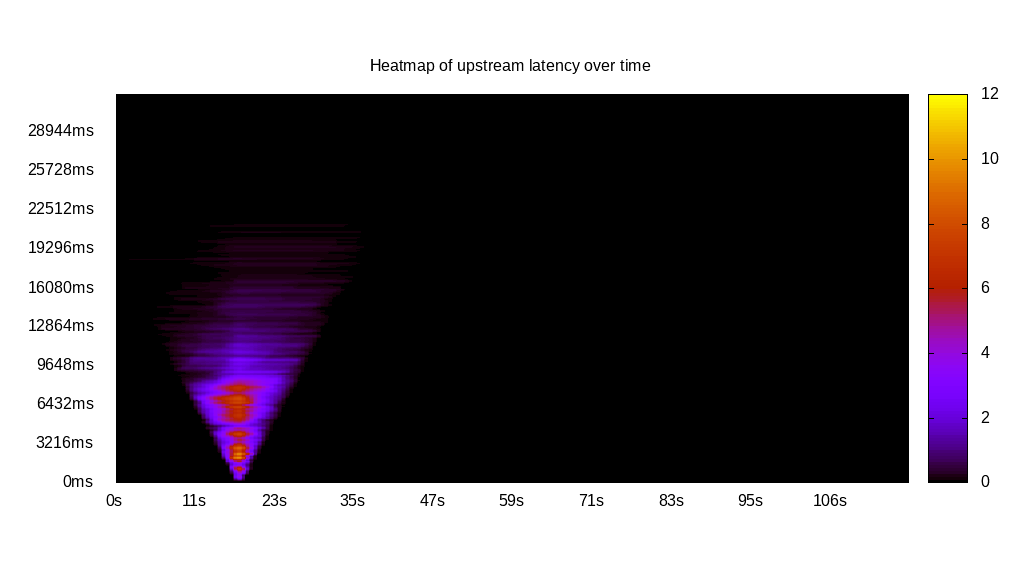 Heatmap of upstream latency over time
28944ms
25728ms
22512ms
19296ms
16080ms
12864ms
9648ms
6432ms
3216ms
0ms
0s 11s 23s 35s 47s 59s 71s 83s 95s 106s
12
10
8
6
4
2
0